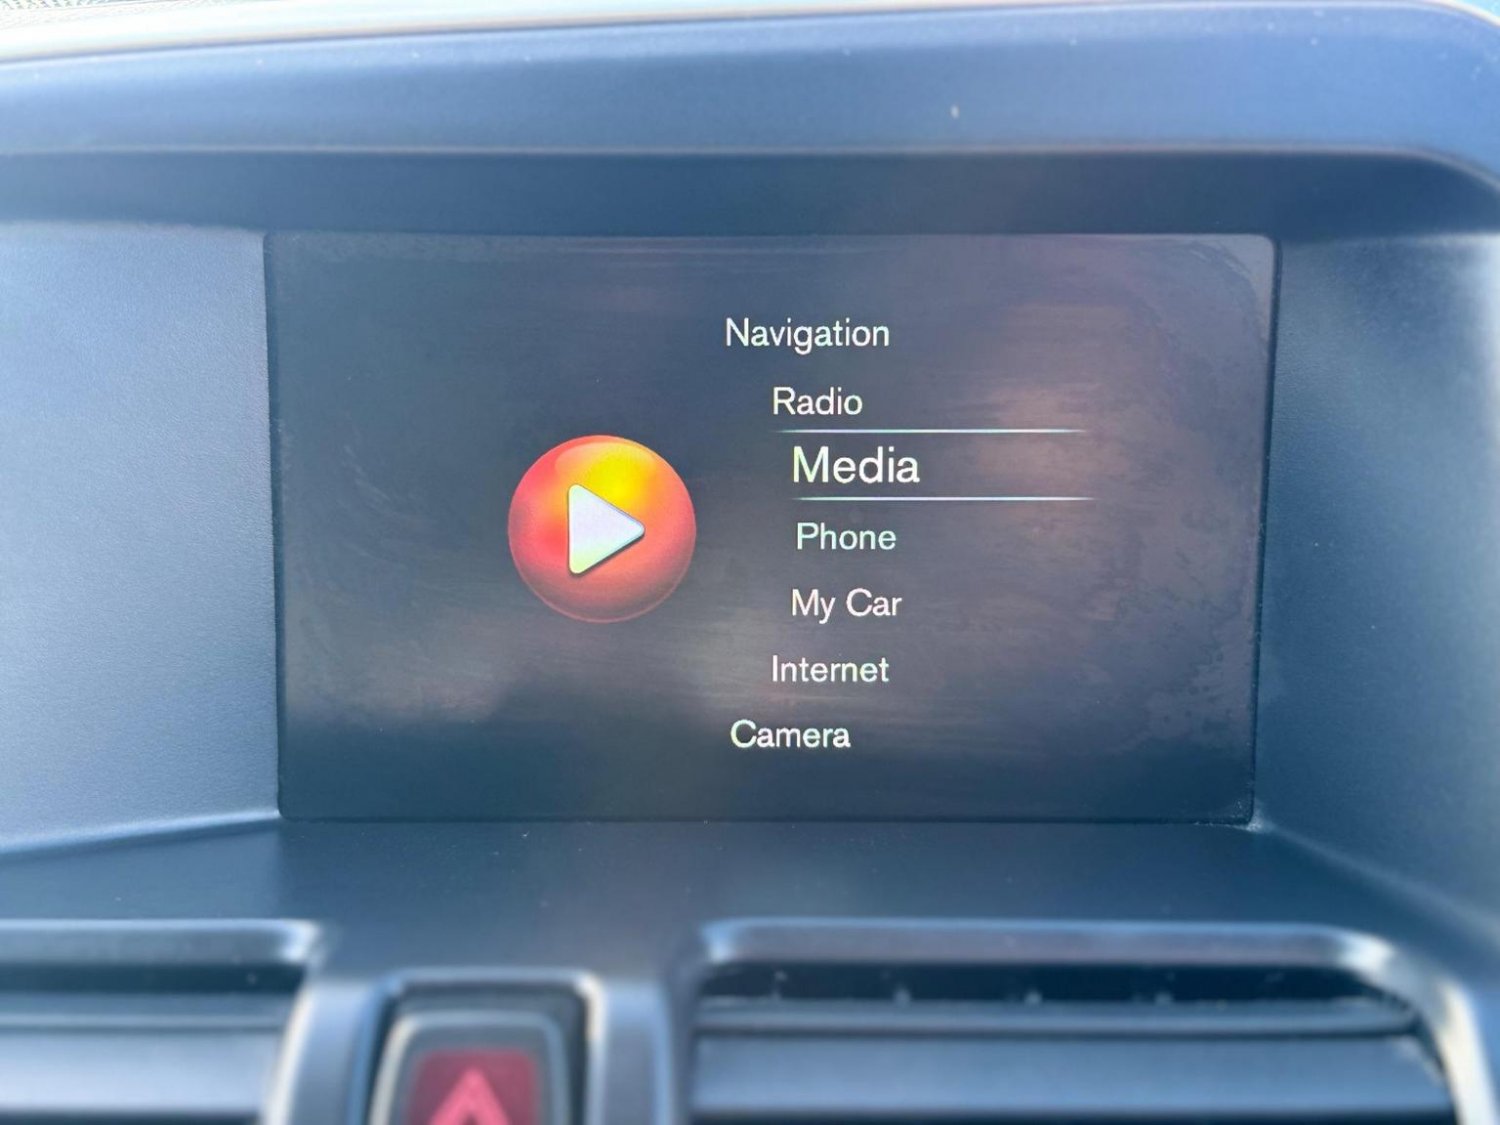 Navigation
Radio
Media
Phone
My Car
Internet
Camera